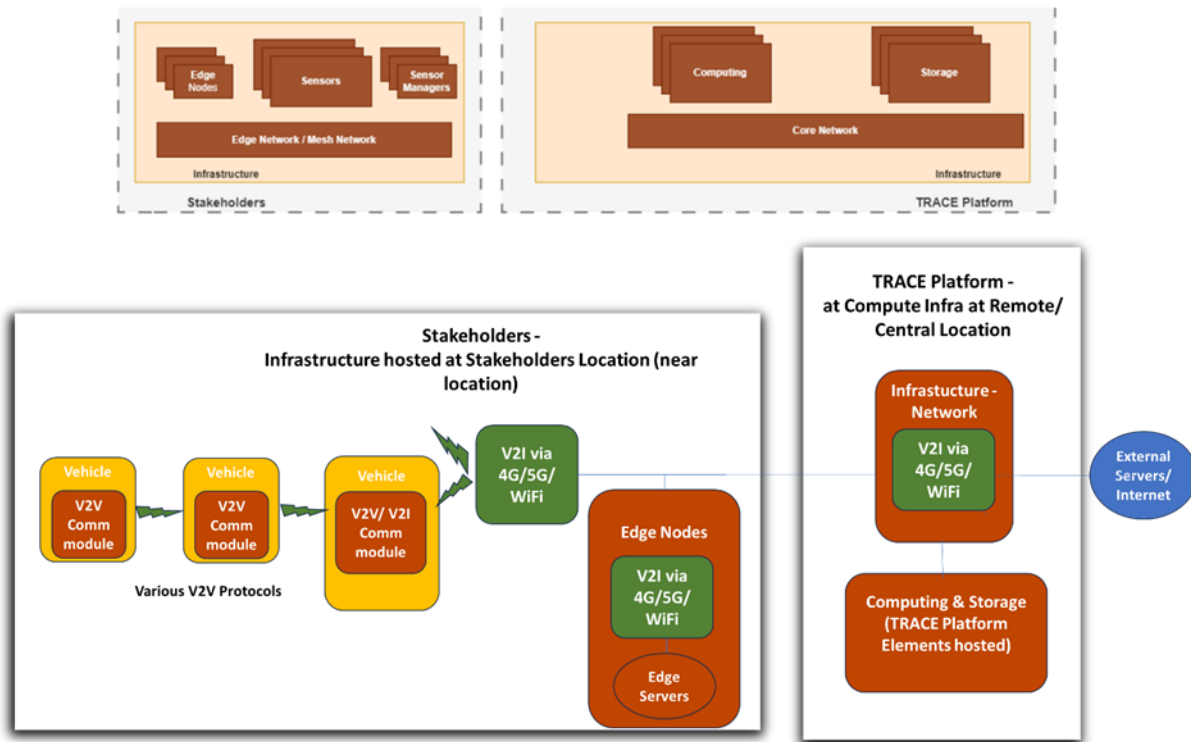 Edge
Nodes
Sensors
Sensor
Managers
Edge Network / Mesh Network
Infrastructure
Stakeholders
Computing
Storage
Core Network
Infrastructure
TRACE Platform
Stakeholders -
Infrastructure hosted at Stakeholders Location (near
location)
Vehicle
V2V
Comm
module
Vehicle
V2V
Comm
module
Various V2V Protocols
Vehicle
V2V/ V2I
Comm
module
V2I via
4G/5G/
WiFi
Edge Nodes
V2I via
4G/5G/
WiFi
Edge
Servers
TRACE Platform -
at Compute Infra at Remote/
Central Location
Infrastucture -
Network
V2I via
4G/5G/
WiFi
Computing & Storage
(TRACE Platform
Elements hosted)
External
Servers/
Internet